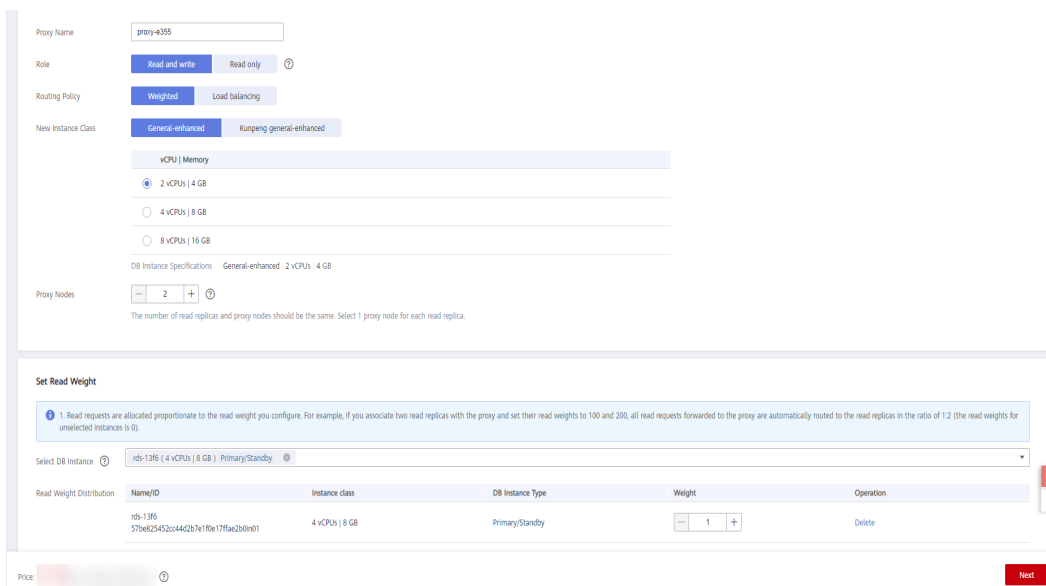 Proxy Name proxy-e355
Role Read and write Read only ?
Routing Policy Weighted Load balancing
New Instance Class General-enhanced Kunpeng general-enhanced
vCPU | Memory
2 vCPUs | 4 GB
4 vCPUs | 8 GB
8 vCPUs | 16 GB
DB Instance Specifications General-enhanced | 2 vCPUs | 4 GB
Proxy Nodes − 2 + ?
The number of read replicas and proxy nodes should be the same. Select 1 proxy node for each read replica.
Set Read Weight
1. Read requests are allocated proportionate to the read weight you configure. For example, if you associate two read replicas with the proxy and set their read weights to 100 and 200, all read requests forwarded to the proxy are automatically routed to the read replicas in the ratio of 1:2 (the read weights for
unselected instances is 0).
Select DB Instance ? rds-13f6 ( 4 vCPUs | 8 GB ) Primary/Standby
Read Weight Distribution Name/ID Instance class DB Instance Type Weight Operation
rds-13f6
57be825452cc44d2b7e1f0e17ffae2b0in01 4 vCPUs | 8 GB Primary/Standby − 1 + Delete
Price: ? Next